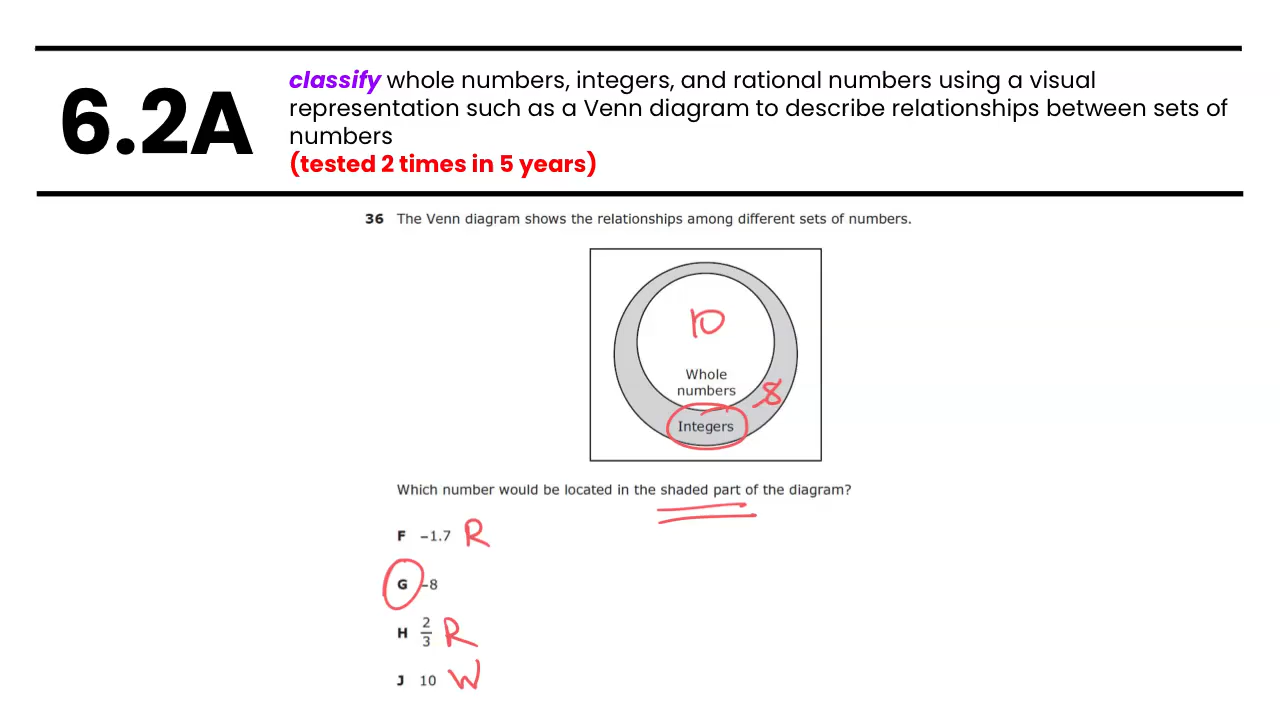 6.2A
classify whole numbers, integers, and rational numbers using a visual
representation such as a Venn diagram to describe relationships between sets of
numbers
(tested 2 times in 5 years)
36 The Venn diagram shows the relationships among different sets of numbers.
10
Whole
numbers
-8
Integers
Which number would be located in the shaded part of the diagram?
F −1.7 R
G −8
H 2/3 R
J 10 W